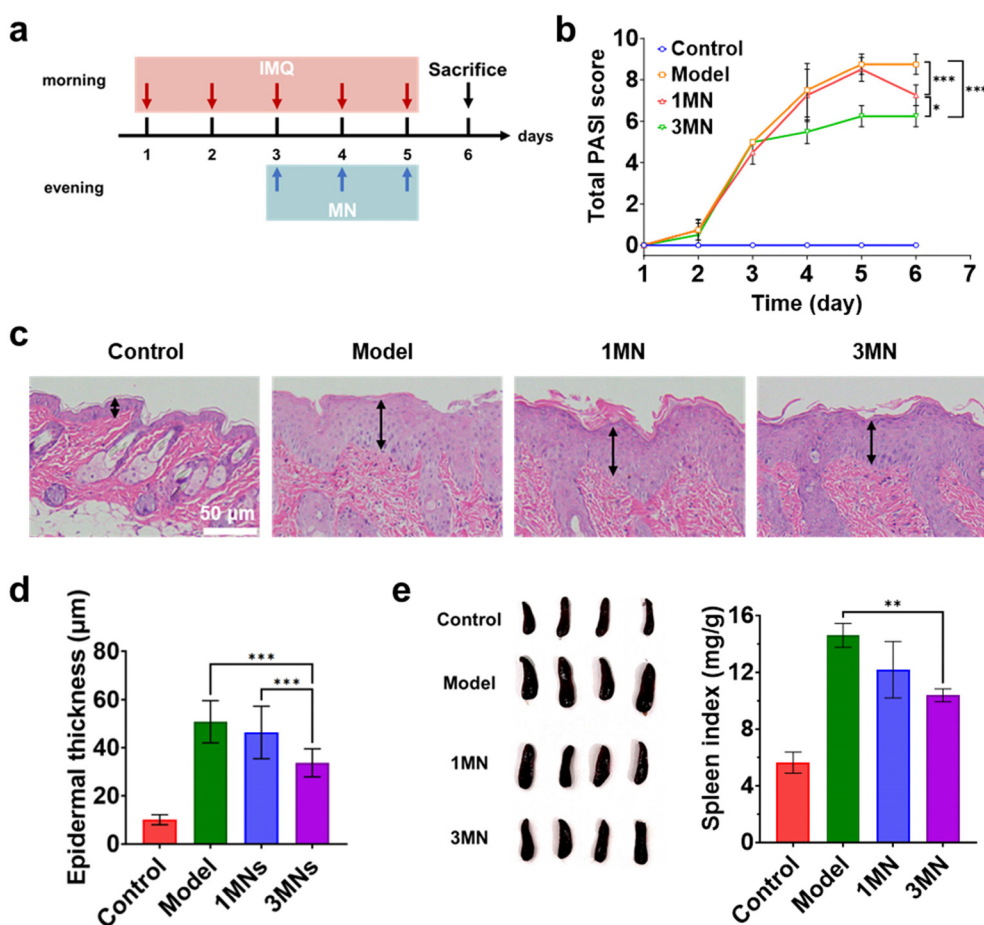 a
morning
IMQ
Sacrifice
1 2 3 4 5 6 days
evening
MN
b
Total PASI score
10
8
6
4
2
0
Control
Model
1MN
3MN
***
*
***
1 2 3 4 5 6 7
Time (day)
c
Control Model 1MN 3MN
50 μm
d
Epidermal thickness (μm)
80
60
40
20
0
***
***
Control Model 1MNs 3MNs
e
Control
Model
1MN
3MN
Spleen index (mg/g)
16
12
8
4
0
**
Control Model 1MN 3MN